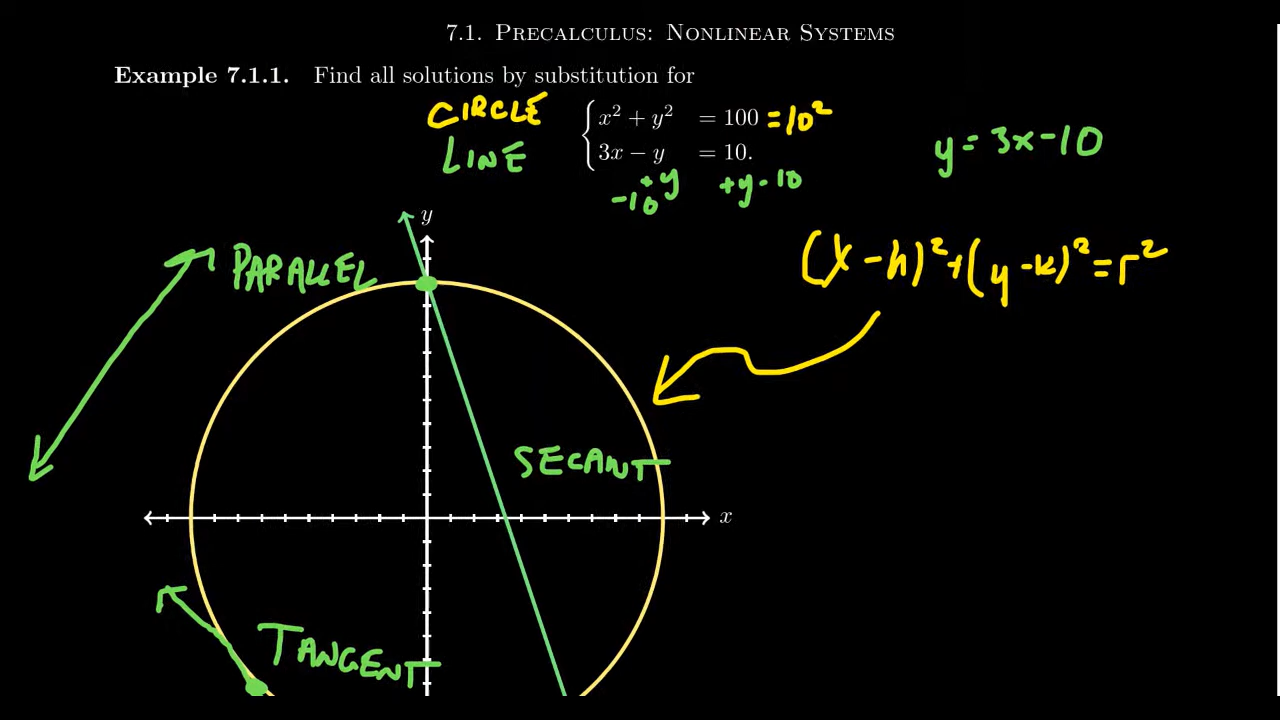 7.1. Precalculus: Nonlinear Systems
Example 7.1.1. Find all solutions by substitution for
CIRCLE { x² + y² = 100 = 10²
LINE 3x − y = 10.
y = 3x - 10
+y +y - 10
-10
(x - h)² + (y - k)² = r²
y
PARALLEL
SECANT
x
TANGENT